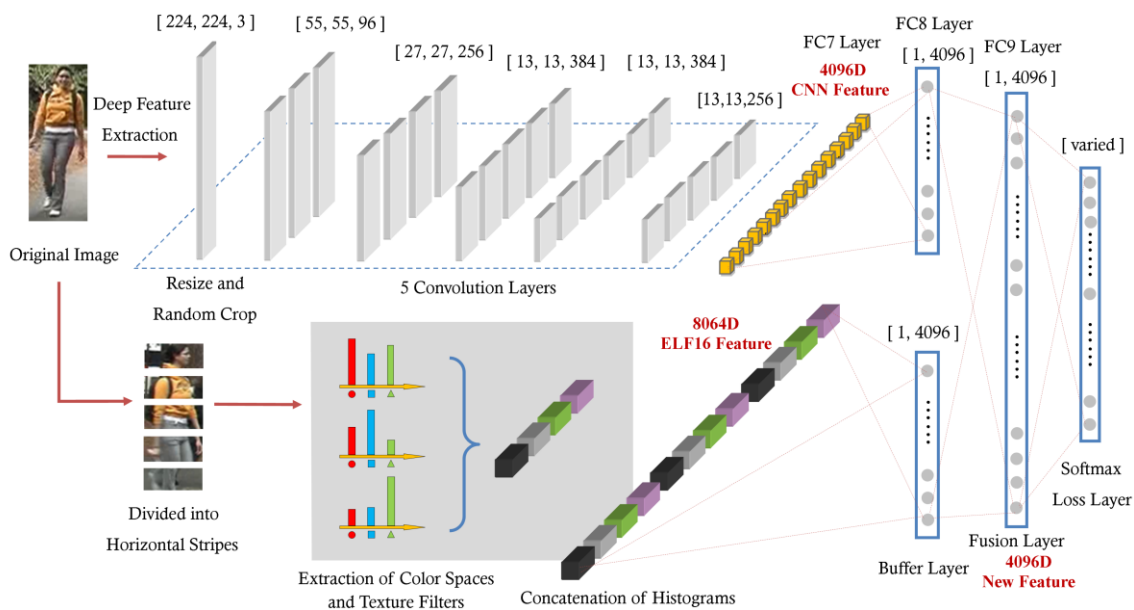 [ 224, 224, 3 ]
[ 55, 55, 96 ]
[ 27, 27, 256 ]
[ 13, 13, 384 ]
[ 13, 13, 384 ]
[13,13,256]
FC7 Layer
4096D
CNN Feature
FC8 Layer
[ 1, 4096 ]
FC9 Layer
[ 1, 4096 ]
[ varied ]
Deep Feature
Extraction
Original Image
Resize and
Random Crop
5 Convolution Layers
8064D
ELF16 Feature
[ 1, 4096 ]
Divided into
Horizontal Stripes
Extraction of Color Spaces
and Texture Filters
Concatenation of Histograms
Buffer Layer
Fusion Layer
4096D
New Feature
Softmax
Loss Layer